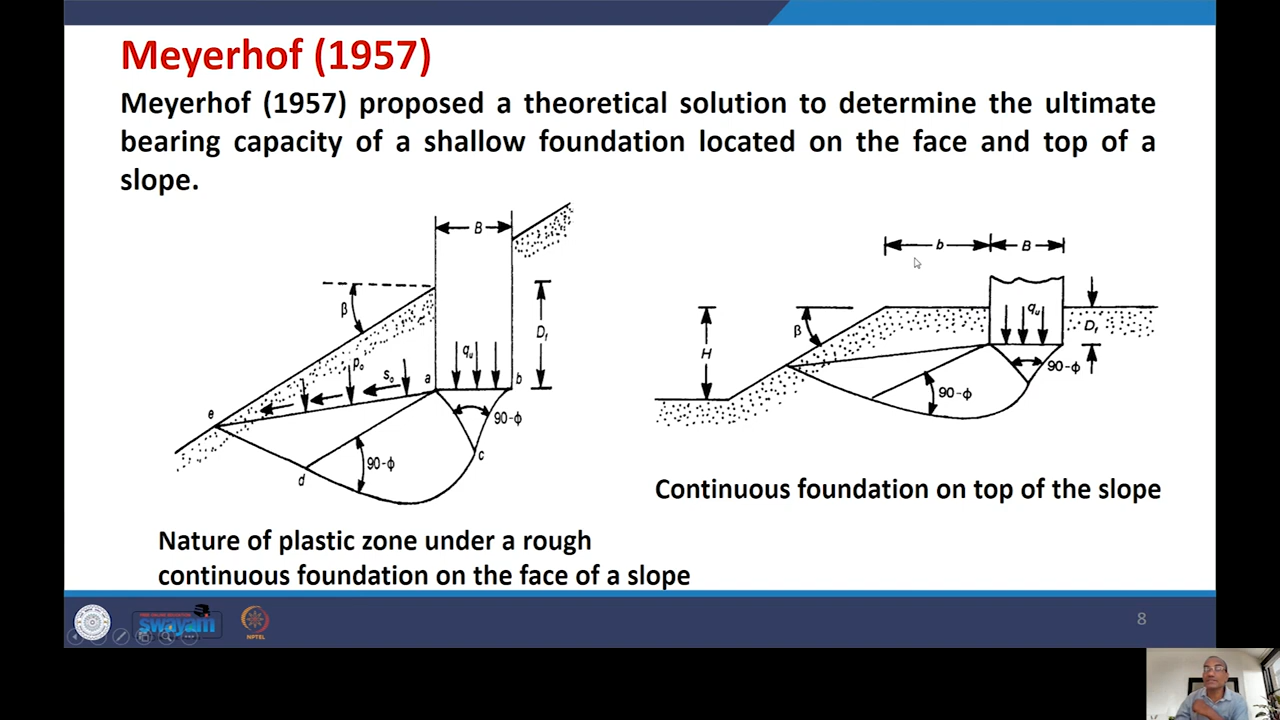 Meyerhof (1957)
Meyerhof (1957) proposed a theoretical solution to determine the ultimate
bearing capacity of a shallow foundation located on the face and top of a
slope.
B
β
D_f
p_o
s_o
q_u
a
b
e
90-ϕ
c
90-ϕ
d
Nature of plastic zone under a rough
continuous foundation on the face of a slope
b
B
β
H
q_u
D_f
90-ϕ
90-ϕ
Continuous foundation on top of the slope
swayam
NPTEL
8